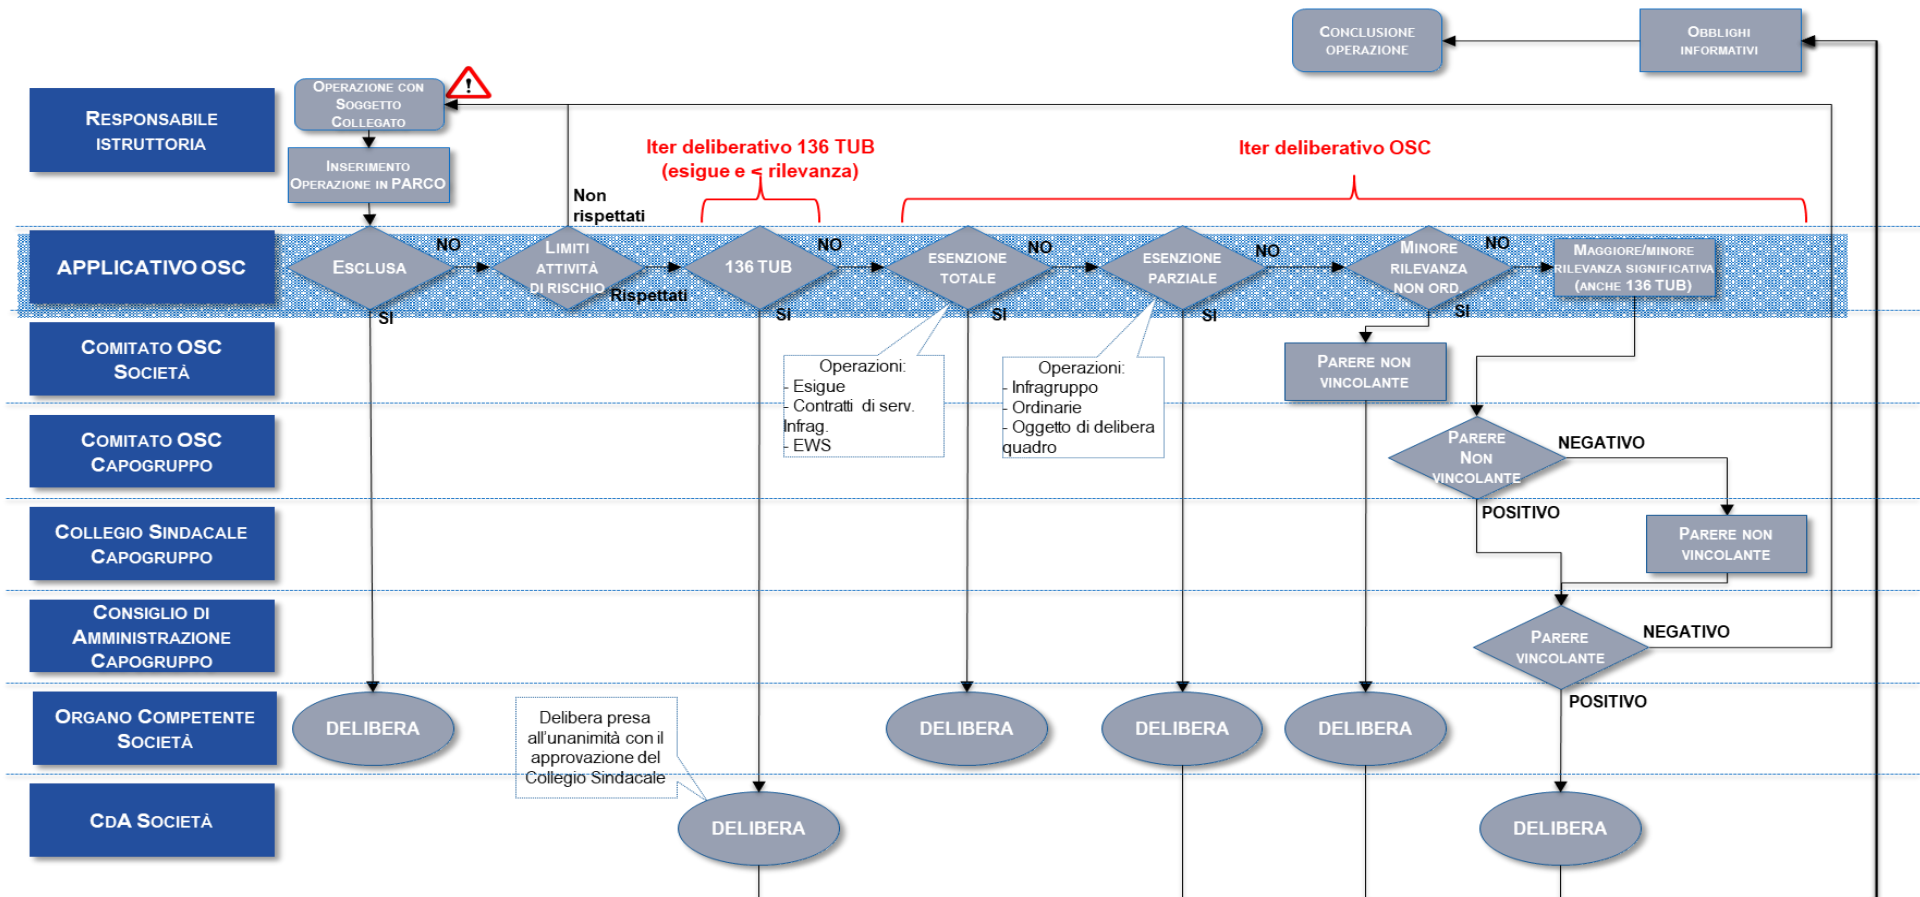 CONCLUSIONE
OPERAZIONE
OBBLIGHI
INFORMATIVI
RESPONSABILE
ISTRUTTORIA
OPERAZIONE CON
SOGGETTO
COLLEGATO
!
INSERIMENTO
OPERAZIONE IN PARCO
Iter deliberativo 136 TUB
(esigue e < rilevanza)
Iter deliberativo OSC
Non
rispettati
APPLICATIVO OSC
ESCLUSA
NO
SI
LIMITI
ATTIVITÀ
DI RISCHIO
Rispettati
136 TUB
NO
SI
ESENZIONE
TOTALE
NO
SI
ESENZIONE
PARZIALE
NO
SI
MINORE
RILEVANZA
NON ORD.
NO
SI
MAGGIORE/MINORE
RILEVANZA SIGNIFICATIVA
(ANCHE 136 TUB)
COMITATO OSC
SOCIETÀ
Operazioni:
- Esigue
- Contratti di serv.
Infrag.
- EWS
Operazioni:
- Infragruppo
- Ordinarie
- Oggetto di delibera
quadro
PARERE NON
VINCOLANTE
COMITATO OSC
CAPOGRUPPO
PARERE
NON
VINCOLANTE
NEGATIVO
POSITIVO
COLLEGIO SINDACALE
CAPOGRUPPO
PARERE NON
VINCOLANTE
CONSIGLIO DI
AMMINISTRAZIONE
CAPOGRUPPO
PARERE
VINCOLANTE
NEGATIVO
POSITIVO
ORGANO COMPETENTE
SOCIETÀ
DELIBERA
Delibera presa
all'unanimità con il
approvazione del
Collegio Sindacale
DELIBERA
DELIBERA
DELIBERA
CDA SOCIETÀ
DELIBERA
DELIBERA